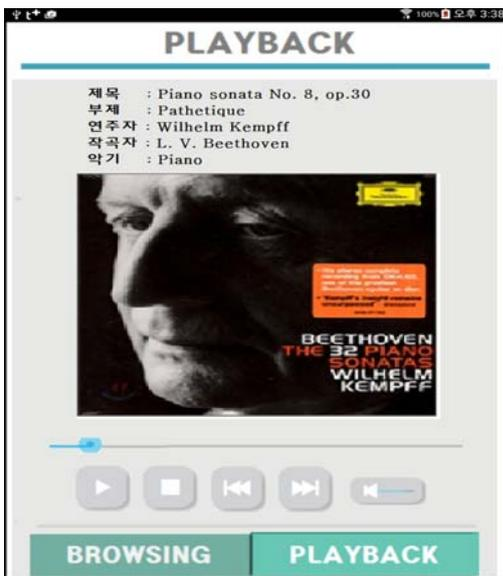 100% 오후 3:38
PLAYBACK
제목 : Piano sonata No. 8, op.30
부제 : Pathetique
연주자 : Wilhelm Kempff
작곡자 : L. V. Beethoven
악기 : Piano
BEETHOVEN
THE 32 PIANO
SONATAS
WILHELM
KEMPFF
BROWSING
PLAYBACK